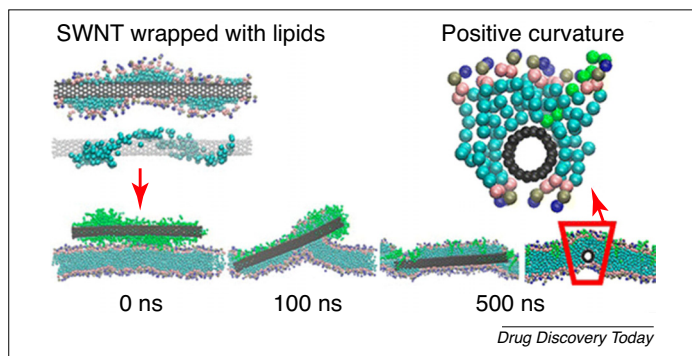 SWNT wrapped with lipids
Positive curvature
0 ns
100 ns
500 ns
Drug Discovery Today